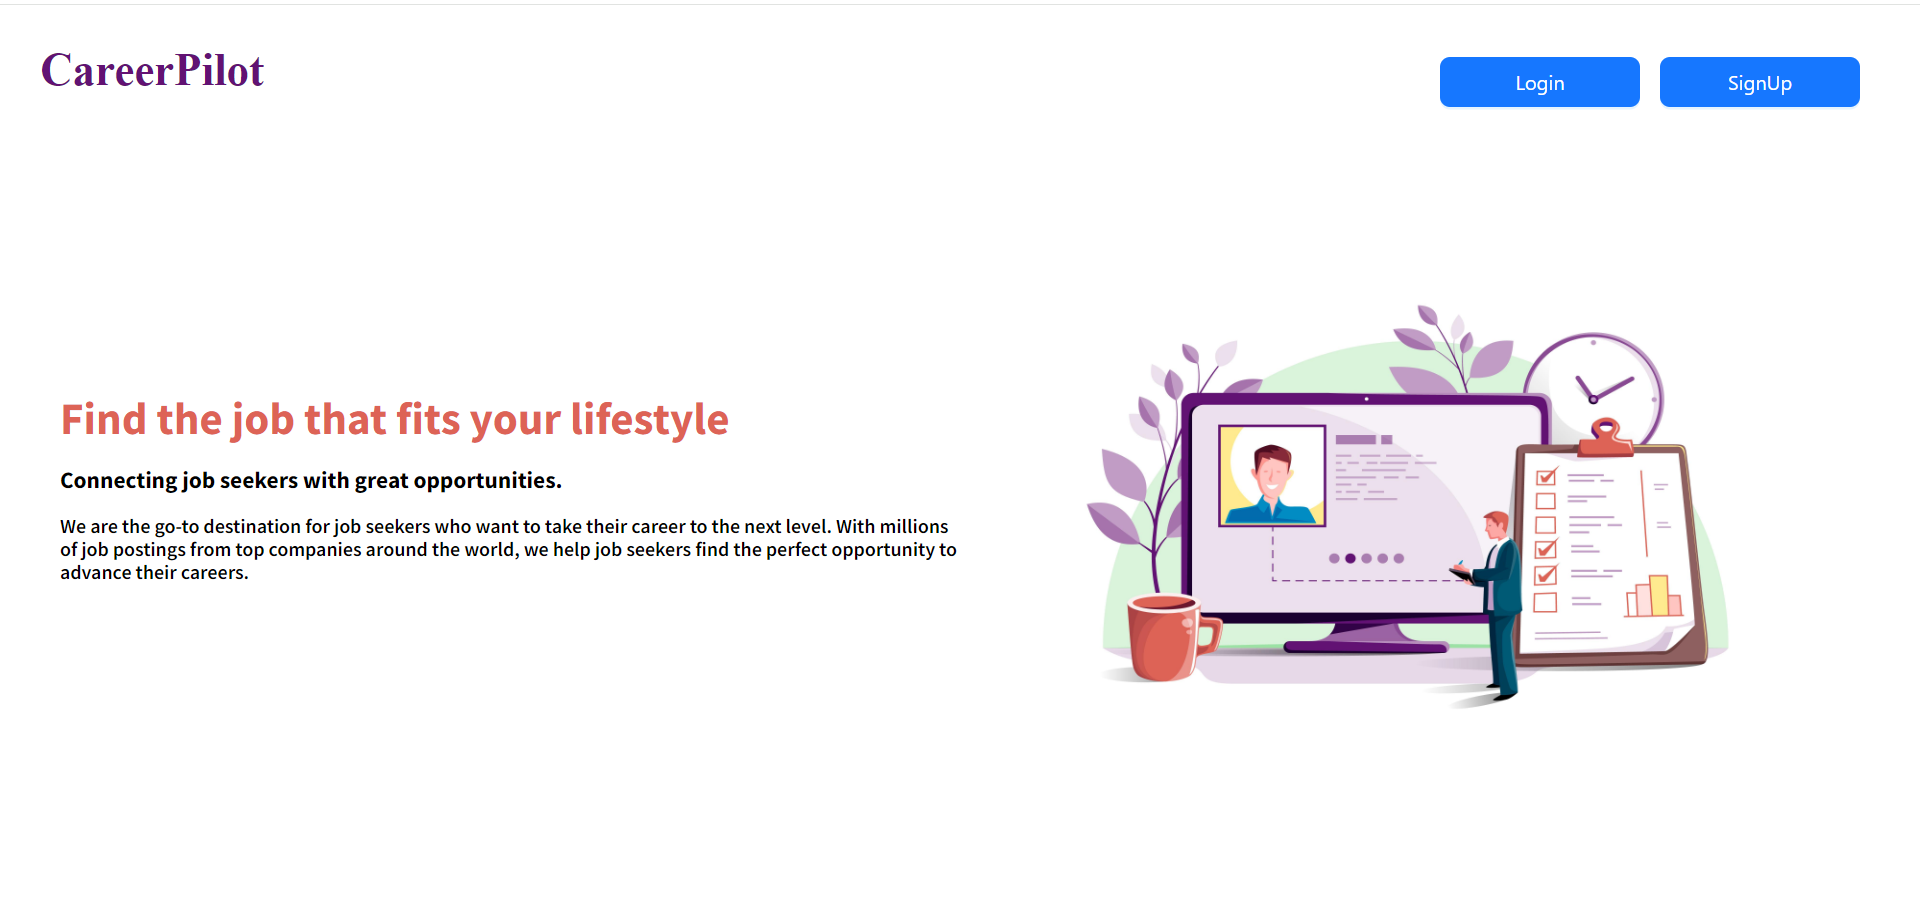 CareerPilot
Login
SignUp
Find the job that fits your lifestyle
Connecting job seekers with great opportunities.
We are the go-to destination for job seekers who want to take their career to the next level. With millions
of job postings from top companies around the world, we help job seekers find the perfect opportunity to
advance their careers.